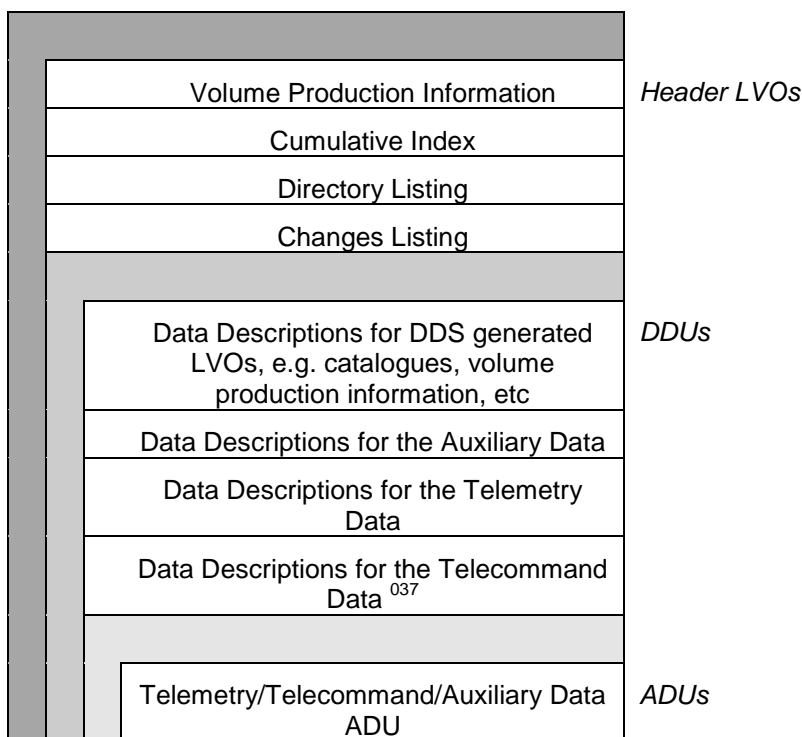 Volume Production Information
Header LVOs
Cumulative Index
Directory Listing
Changes Listing
Data Descriptions for DDS generated
DDUs
LVOs, e.g. catalogues, volume
production information, etc
Data Descriptions for the Auxiliary Data
Data Descriptions for the Telemetry
Data
Data Descriptions for the Telecommand
Data 037
Telemetry/Telecommand/Auxiliary Data
ADUs
ADU